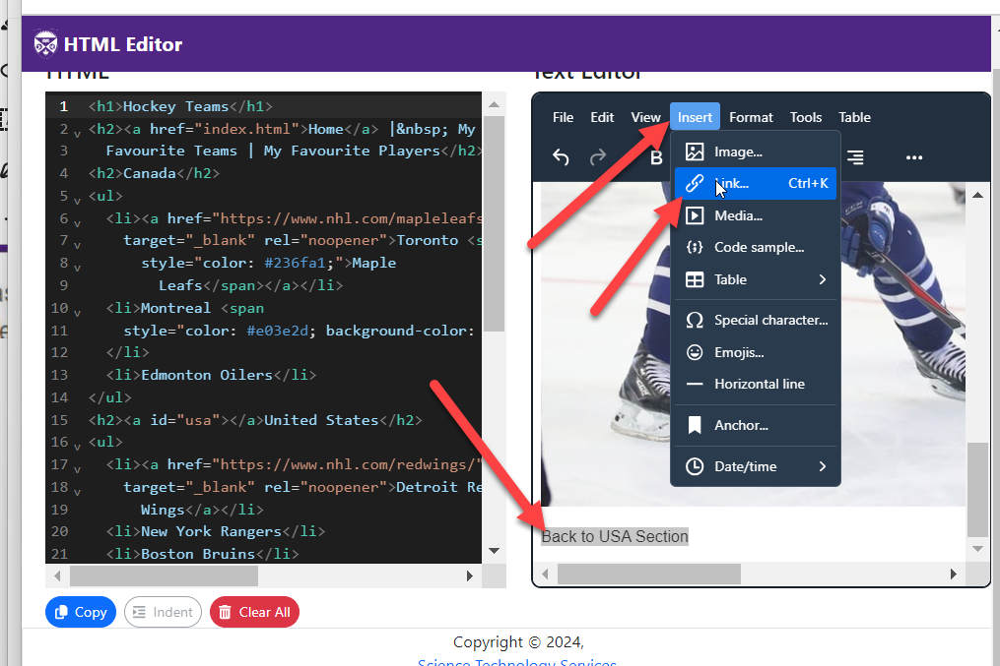 HTML Editor
HTML
Text Editor
1 <h1>Hockey Teams</h1>
2 <h2><a href="index.html">Home</a> |&nbsp; My
3 Favourite Teams | My Favourite Players</h2>
4 <h2>Canada</h2>
5 <ul>
6 <li><a href="https://www.nhl.com/mapleleafs
7 target="_blank" rel="noopener">Toronto <s
8 style="color: #236fa1;">Maple
9 Leafs</span></a></li>
10 <li>Montreal <span
11 style="color: #e03e2d; background-color:
12 </li>
13 <li>Edmonton Oilers</li>
14 </ul>
15 <h2><a id="usa"></a>United States</h2>
16 <ul>
17 <li><a href="https://www.nhl.com/redwings/"
18 target="_blank" rel="noopener">Detroit Re
19 Wings</a></li>
20 <li>New York Rangers</li>
21 <li>Boston Bruins</li>
File Edit View Insert Format Tools Table
B
Image...
Link... Ctrl+K
Media...
Code sample...
Table
Special character...
Emojis...
Horizontal line
Anchor...
Date/time
Back to USA Section
Copy Indent Clear All
Copyright © 2024,
Science Technology Services